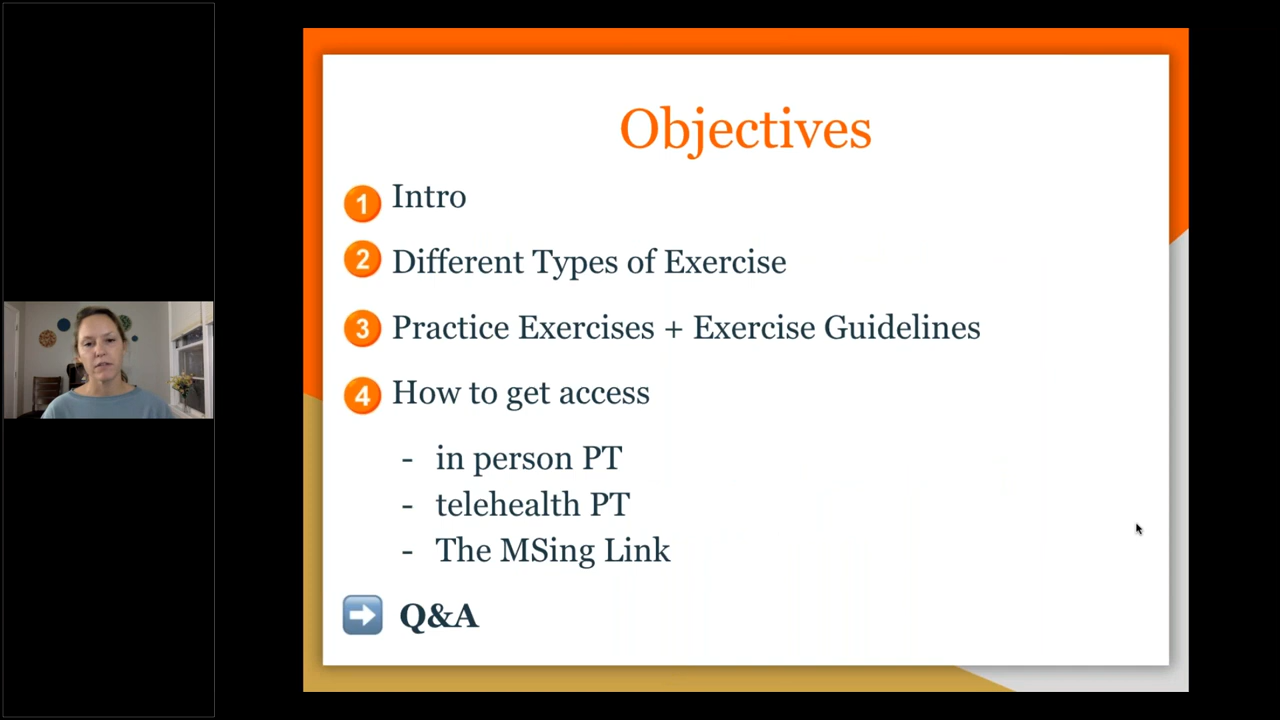 Objectives
1 Intro
2 Different Types of Exercise
3 Practice Exercises + Exercise Guidelines
4 How to get access
- in person PT
- telehealth PT
- The MSing Link
Q&A